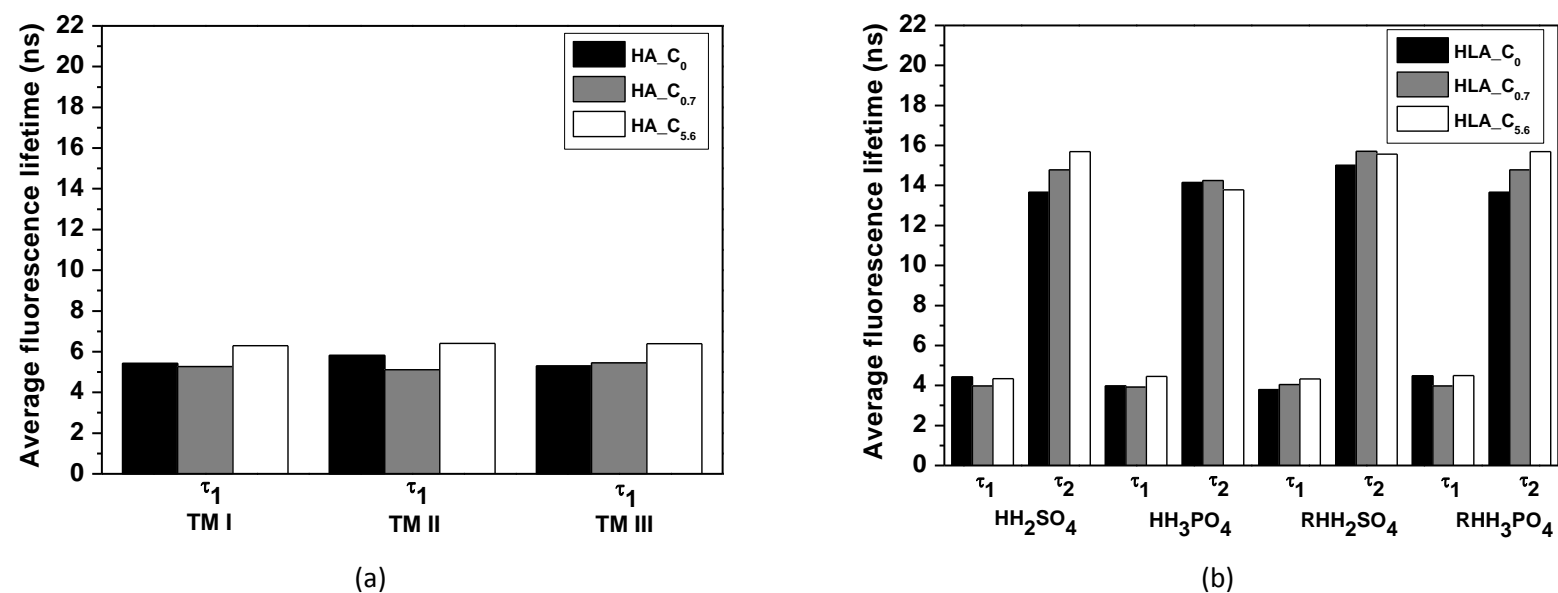 Average fluorescence lifetime (ns)
22
20
18
16
14
12
10
8
6
4
2
0
HA_C0
HA_C0.7
HA_C5.6
τ1 τ1 τ1
TM I TM II TM III
(a)
Average fluorescence lifetime (ns)
22
20
18
16
14
12
10
8
6
4
2
0
HLA_C0
HLA_C0.7
HLA_C5.6
τ1 τ2 τ1 τ2 τ1 τ2 τ1 τ2
HH2SO4 HH3PO4 RHH2SO4 RHH3PO4
(b)